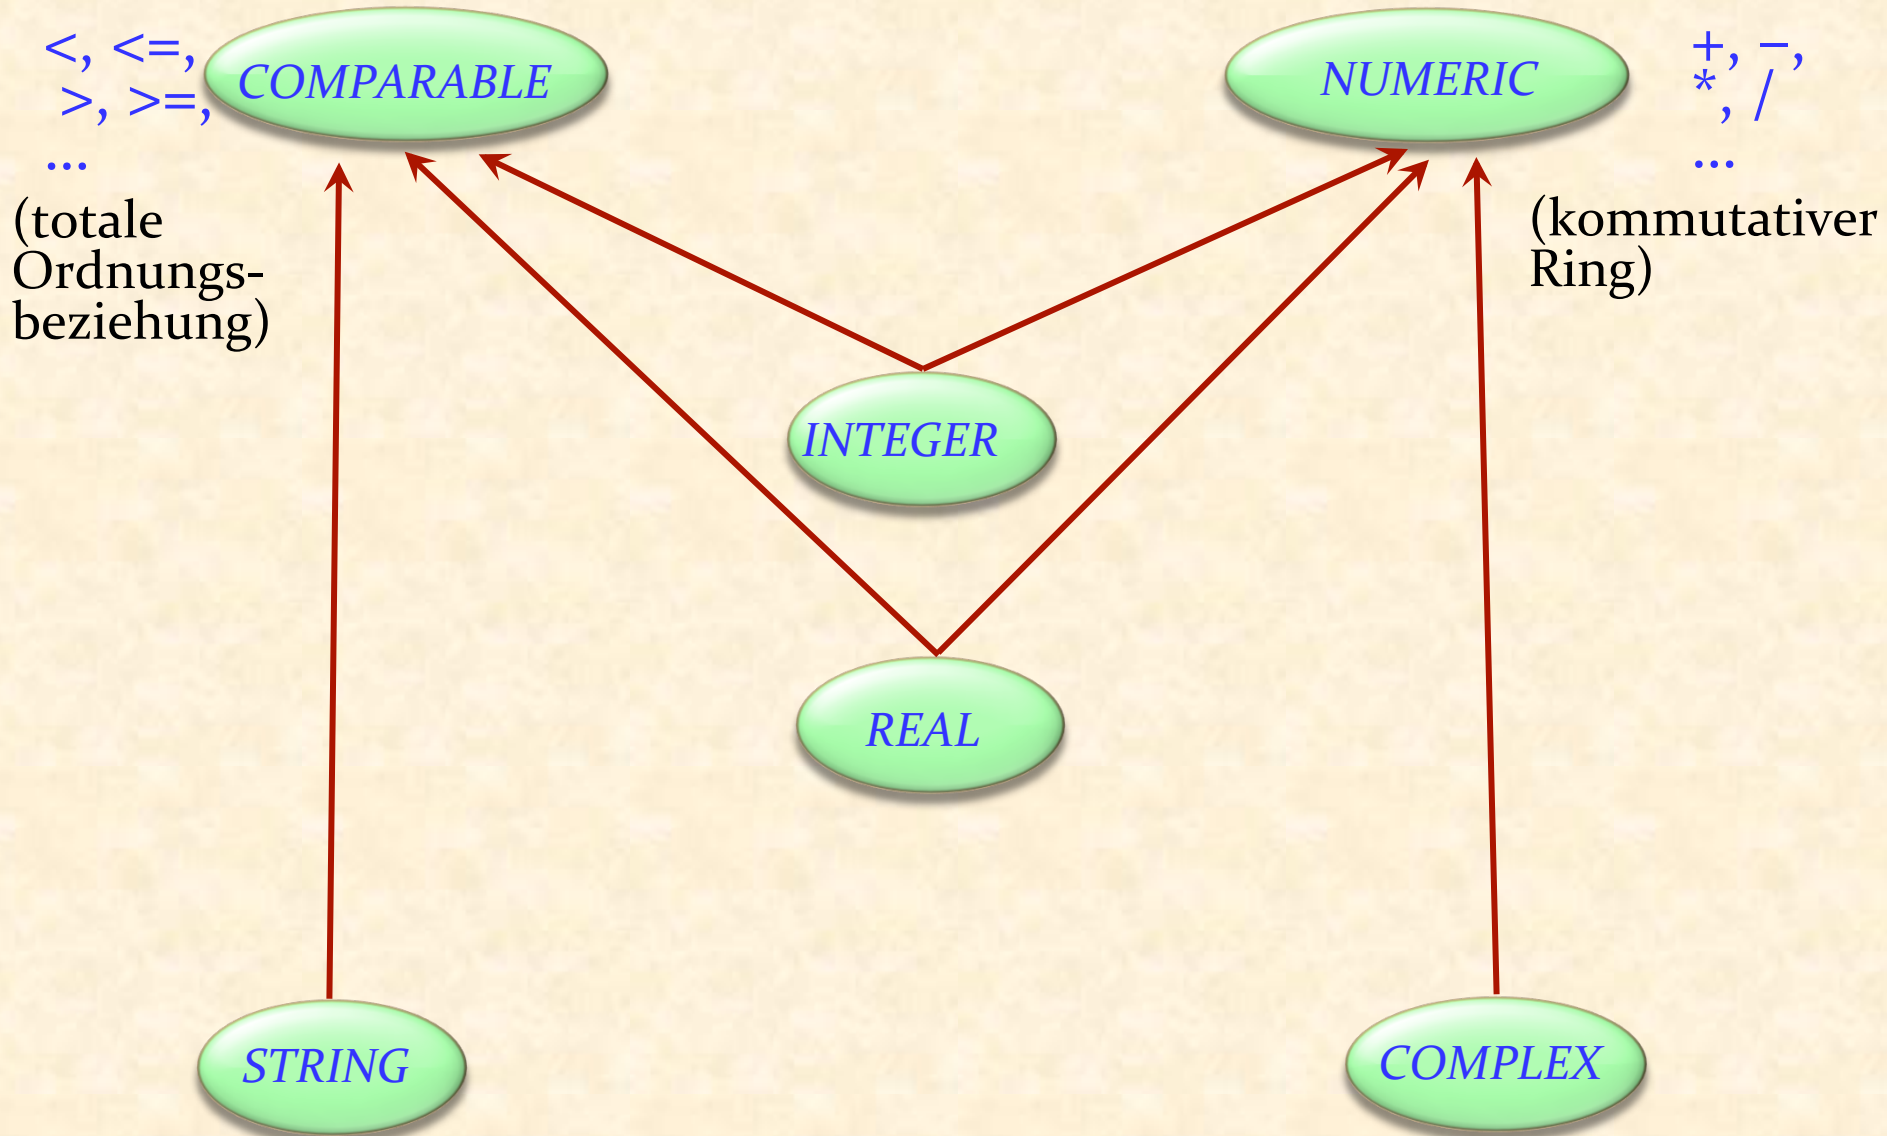 <, <=,
>, >=,
...
(totale
Ordnungs-
beziehung)
COMPARABLE
NUMERIC
+, –,
*, /
...
(kommutativer
Ring)
INTEGER
REAL
STRING
COMPLEX